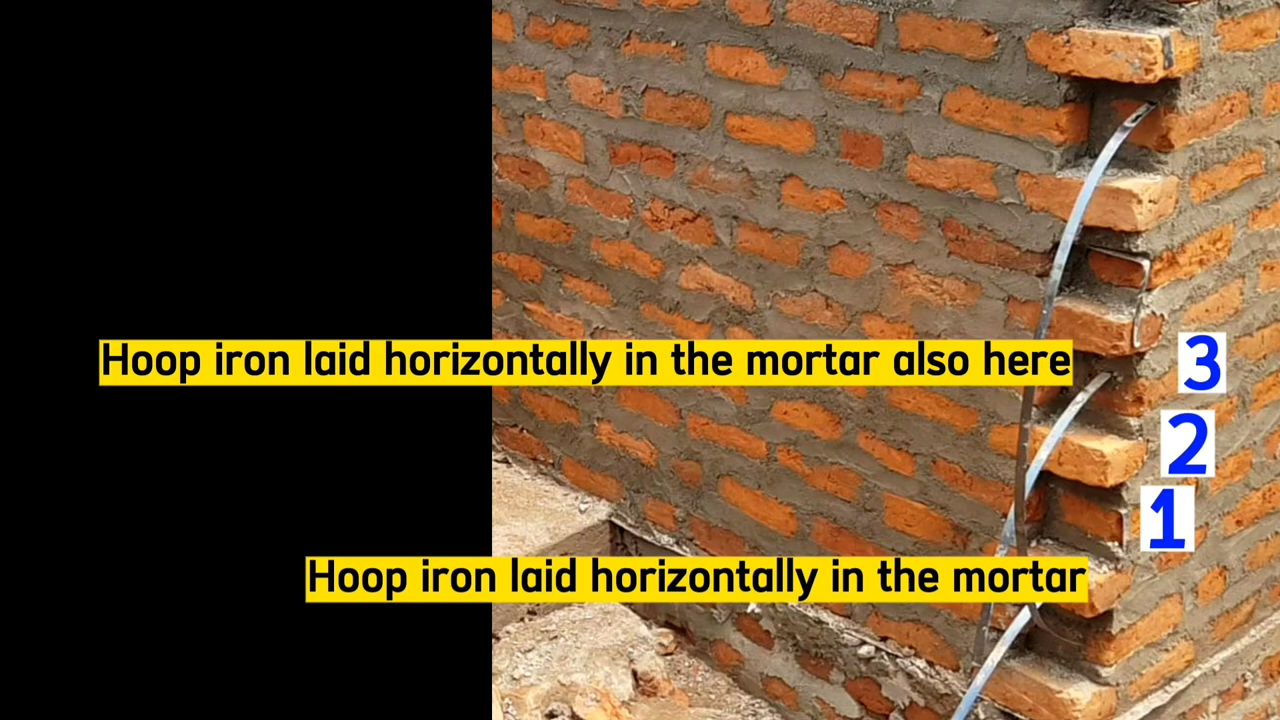 Hoop iron laid horizontally in the mortar also here
3
2
1
Hoop iron laid horizontally in the mortar